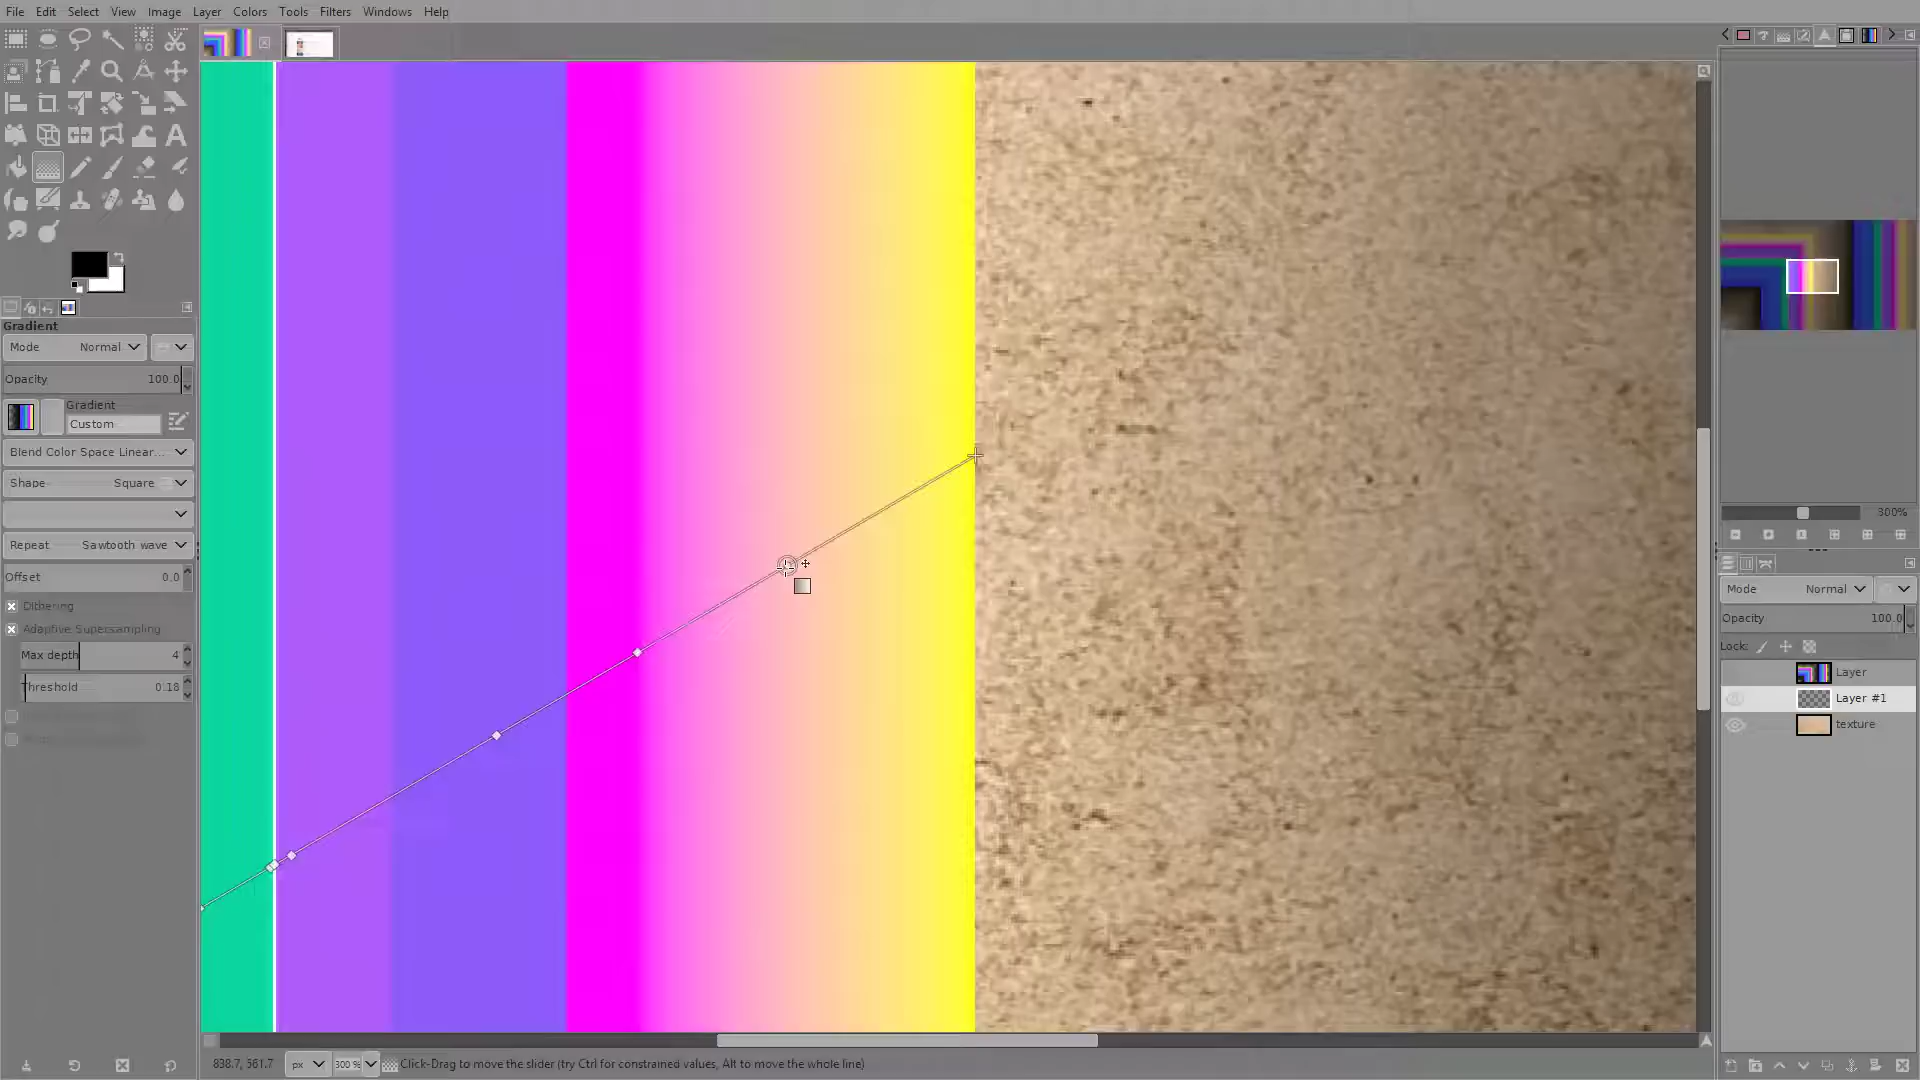 File Edit Select View Image Layer Colors Tools Filters Windows Help
Gradient
Mode Normal
Opacity 100.0
Gradient
Custom
Blend Color Space Linear...
Shape Square
Repeat Sawtooth wave
Offset 0.0
Dithering
Adaptive Supersampling
Max depth 4
Threshold 0.18
300%
Mode Normal
Opacity 100.0
Lock:
Layer
Layer #1
texture
838.7, 561.7 px 300 % Click-Drag to move the slider (try Ctrl for constrained values, Alt to move the whole line)